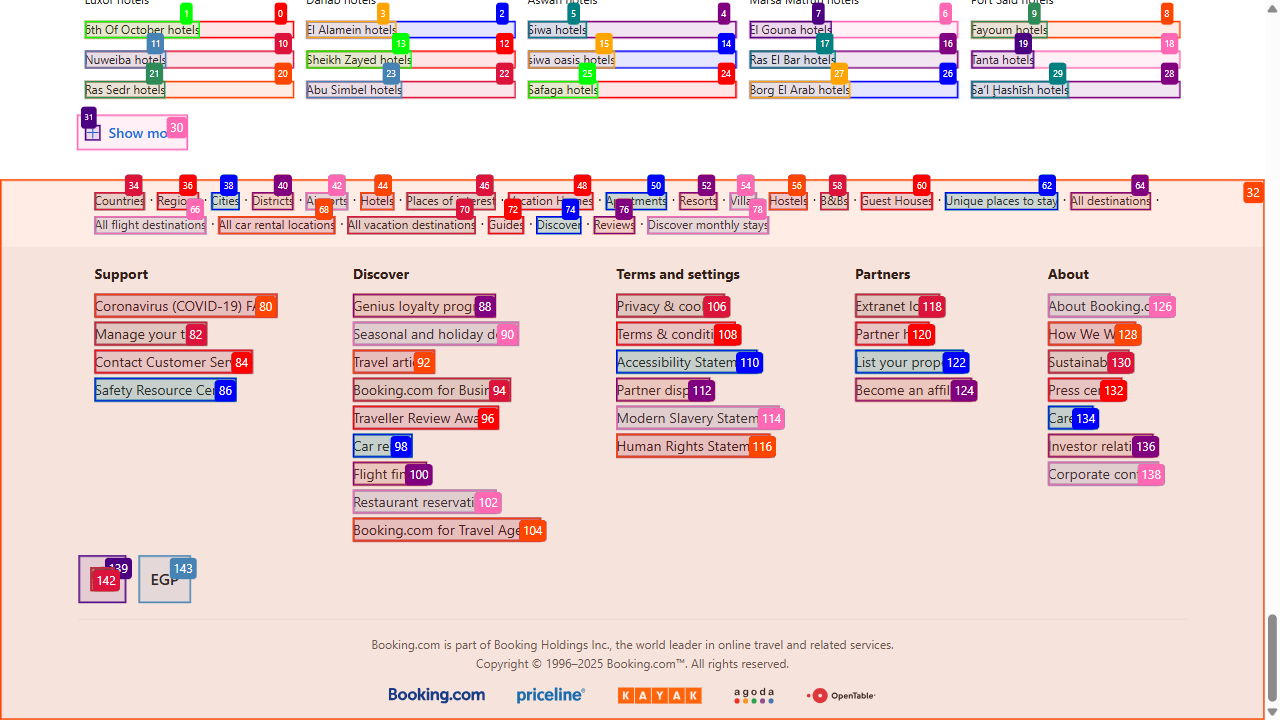 Luxor hotels
Dahab hotels
Aswan hotels
Marsa Matruh hotels
Port Said hotels
1 0 3 2 5 4 7 6 9 8
6th Of October hotels
El Alamein hotels
Siwa hotels
El Gouna hotels
Fayoum hotels
11 10 13 12 15 14 17 16 19 18
Nuweiba hotels
Sheikh Zayed hotels
siwa oasis hotels
Ras El Bar hotels
Tanta hotels
21 20 23 22 25 24 27 26 29 28
Ras Sedr hotels
Abu Simbel hotels
Safaga hotels
Borg El Arab hotels
Sa'l Ḩashīsh hotels
31
Show mo 30
32
34 36 38 40 42 44 46 48 50 52 54 56 58 60 62 64
Countries · Regions · Cities · Districts · Airports · Hotels · Places of interest · Vacation Homes · Apartments · Resorts · Villas · Hostels · B&Bs · Guest Houses · Unique places to stay · All destinations ·
66 68 70 72 74 76 78
All flight destinations · All car rental locations · All vacation destinations · Guides · Discover · Reviews · Discover monthly stays
Support
Coronavirus (COVID-19) FA 80
Manage your t 82
Contact Customer Ser 84
Safety Resource Ce 86
Discover
Genius loyalty progr 88
Seasonal and holiday d 90
Travel arti 92
Booking.com for Busin 94
Traveller Review Awa 96
Car re 98
Flight fin 100
Restaurant reservati 102
Booking.com for Travel Age 104
Terms and settings
Privacy & coo 106
Terms & conditi 108
Accessibility Statem 110
Partner disp 112
Modern Slavery Statem 114
Human Rights Statem 116
Partners
Extranet lo 118
Partner h 120
List your prop 122
Become an affil 124
About
About Booking.c 126
How We W 128
Sustainab 130
Press ce 132
Care 134
Investor relati 136
Corporate con 138
139
142
EGP 143
Booking.com is part of Booking Holdings Inc., the world leader in online travel and related services.
Copyright © 1996–2025 Booking.com™. All rights reserved.
Booking.com priceline® KAYAK agoda OpenTable